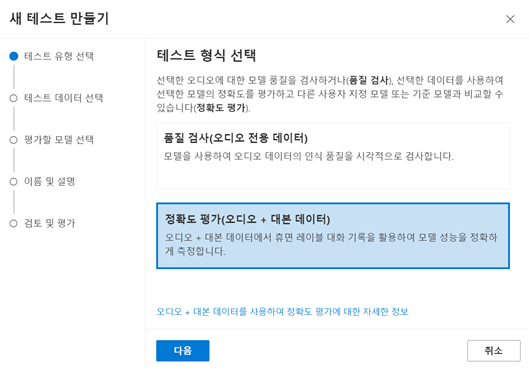 새 테스트 만들기
테스트 유형 선택
테스트 데이터 선택
평가할 모델 선택
이름 및 설명
검토 및 평가
테스트 형식 선택
선택한 오디오에 대한 모델 품질을 검사하거나(품질 검사), 선택한 데이터를 사용하여
선택한 모델의 정확도를 평가하고 다른 사용자 지정 모델 또는 기준 모델과 비교할 수
있습니다(정확도 평가).
품질 검사(오디오 전용 데이터)
모델을 사용하여 오디오 데이터의 인식 품질을 시각적으로 검사합니다.
정확도 평가(오디오 + 대본 데이터)
오디오 + 대본 데이터에서 휴먼 레이블 대화 기록을 활용하여 모델 성능을 정확하
게 측정합니다.
오디오 + 대본 데이터를 사용하여 정확도 평가에 대한 자세한 정보
다음
취소